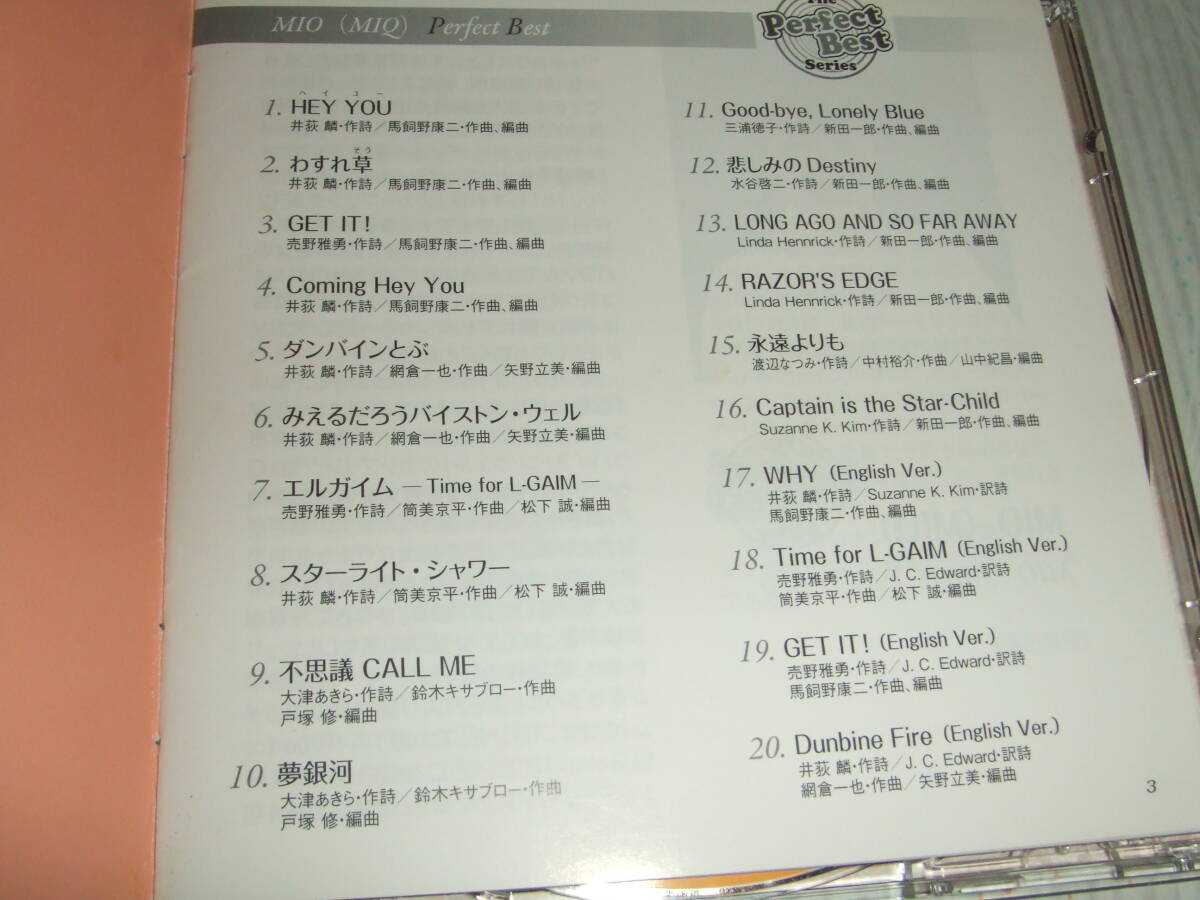 MIO (MIQ) Perfect Best
The
Perfect
Best
Series
ヘイ ユー
1. HEY YOU
井荻 麟・作詩／馬飼野康二・作曲、編曲
そう
2. わすれ草
井荻 麟・作詩／馬飼野康二・作曲、編曲
3. GET IT!
売野雅勇・作詩／馬飼野康二・作曲、編曲
4. Coming Hey You
井荻 麟・作詩／馬飼野康二・作曲、編曲
5. ダンバインとぶ
井荻 麟・作詩／網倉一也・作曲／矢野立美・編曲
6. みえるだろうバイストン・ウェル
井荻 麟・作詩／網倉一也・作曲／矢野立美・編曲
7. エルガイム ―Time for L-GAIM―
売野雅勇・作詩／筒美京平・作曲／松下 誠・編曲
8. スターライト・シャワー
井荻 麟・作詩／筒美京平・作曲／松下 誠・編曲
9. 不思議 CALL ME
大津あきら・作詩／鈴木キサブロー・作曲
戸塚 修・編曲
10. 夢銀河
大津あきら・作詩／鈴木キサブロー・作曲
戸塚 修・編曲
11. Good-bye, Lonely Blue
三浦徳子・作詩／新田一郎・作曲、編曲
12. 悲しみの Destiny
水谷啓二・作詩／新田一郎・作曲、編曲
13. LONG AGO AND SO FAR AWAY
Linda Hennrick・作詩／新田一郎・作曲、編曲
14. RAZOR'S EDGE
Linda Hennrick・作詩／新田一郎・作曲、編曲
15. 永遠よりも
渡辺なつみ・作詩／中村裕介・作曲／山中紀昌・編曲
16. Captain is the Star-Child
Suzanne K. Kim・作詩／新田一郎・作曲、編曲
17. WHY (English Ver.)
井荻 麟・作詩／Suzanne K. Kim・訳詩
馬飼野康二・作曲、編曲
18. Time for L-GAIM (English Ver.)
売野雅勇・作詩／J. C. Edward・訳詩
筒美京平・作曲／松下 誠・編曲
19. GET IT! (English Ver.)
売野雅勇・作詩／J. C. Edward・訳詩
馬飼野康二・作曲、編曲
20. Dunbine Fire (English Ver.)
井荻 麟・作詩／J. C. Edward・訳詩
網倉一也・作曲／矢野立美・編曲
3